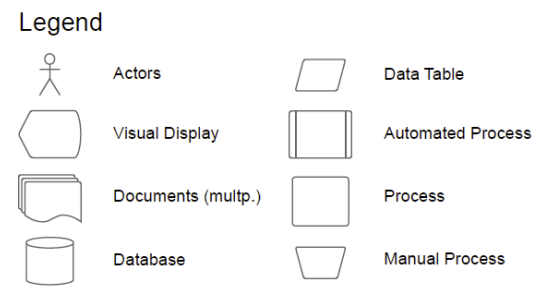 Legend
Actors
Data Table
Visual Display
Automated Process
Documents (multp.)
Process
Database
Manual Process